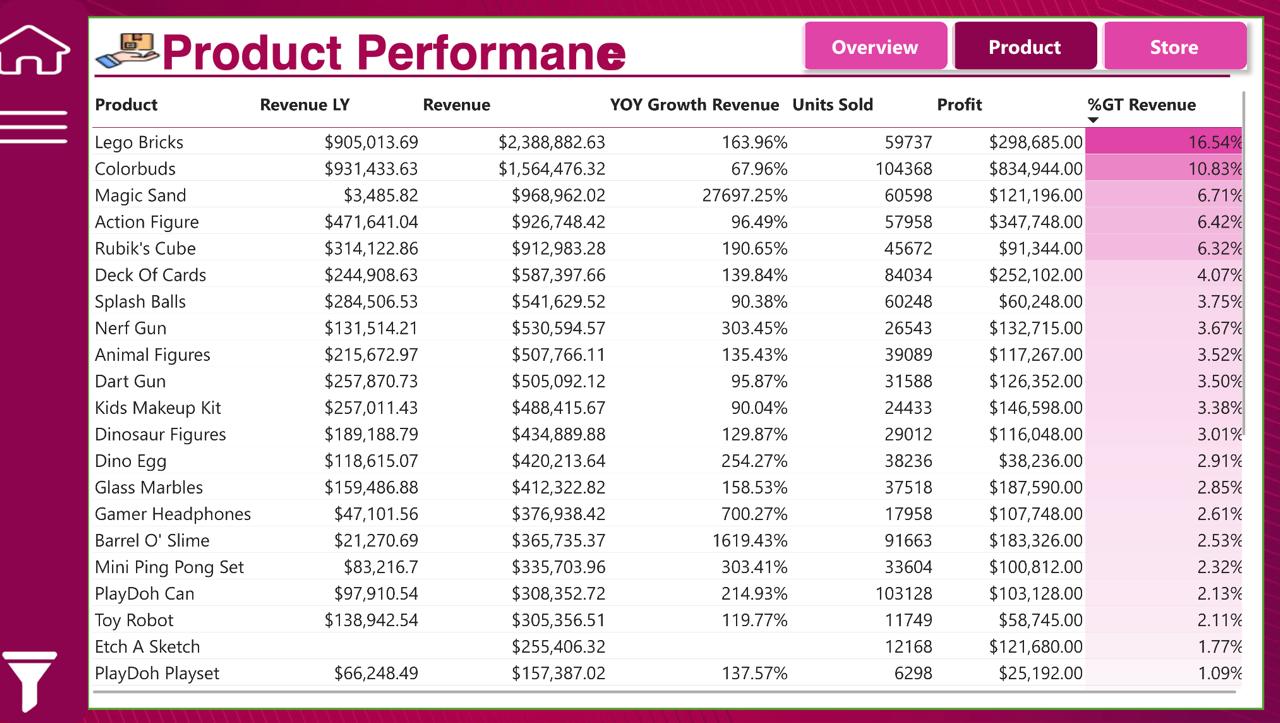 Product Performane
Overview Product Store
Product Revenue LY Revenue YOY Growth Revenue Units Sold Profit %GT Revenue
Lego Bricks $905,013.69 $2,388,882.63 163.96% 59737 $298,685.00 16.54%
Colorbuds $931,433.63 $1,564,476.32 67.96% 104368 $834,944.00 10.83%
Magic Sand $3,485.82 $968,962.02 27697.25% 60598 $121,196.00 6.71%
Action Figure $471,641.04 $926,748.42 96.49% 57958 $347,748.00 6.42%
Rubik's Cube $314,122.86 $912,983.28 190.65% 45672 $91,344.00 6.32%
Deck Of Cards $244,908.63 $587,397.66 139.84% 84034 $252,102.00 4.07%
Splash Balls $284,506.53 $541,629.52 90.38% 60248 $60,248.00 3.75%
Nerf Gun $131,514.21 $530,594.57 303.45% 26543 $132,715.00 3.67%
Animal Figures $215,672.97 $507,766.11 135.43% 39089 $117,267.00 3.52%
Dart Gun $257,870.73 $505,092.12 95.87% 31588 $126,352.00 3.50%
Kids Makeup Kit $257,011.43 $488,415.67 90.04% 24433 $146,598.00 3.38%
Dinosaur Figures $189,188.79 $434,889.88 129.87% 29012 $116,048.00 3.01%
Dino Egg $118,615.07 $420,213.64 254.27% 38236 $38,236.00 2.91%
Glass Marbles $159,486.88 $412,322.82 158.53% 37518 $187,590.00 2.85%
Gamer Headphones $47,101.56 $376,938.42 700.27% 17958 $107,748.00 2.61%
Barrel O' Slime $21,270.69 $365,735.37 1619.43% 91663 $183,326.00 2.53%
Mini Ping Pong Set $83,216.7 $335,703.96 303.41% 33604 $100,812.00 2.32%
PlayDoh Can $97,910.54 $308,352.72 214.93% 103128 $103,128.00 2.13%
Toy Robot $138,942.54 $305,356.51 119.77% 11749 $58,745.00 2.11%
Etch A Sketch $255,406.32 12168 $121,680.00 1.77%
PlayDoh Playset $66,248.49 $157,387.02 137.57% 6298 $25,192.00 1.09%